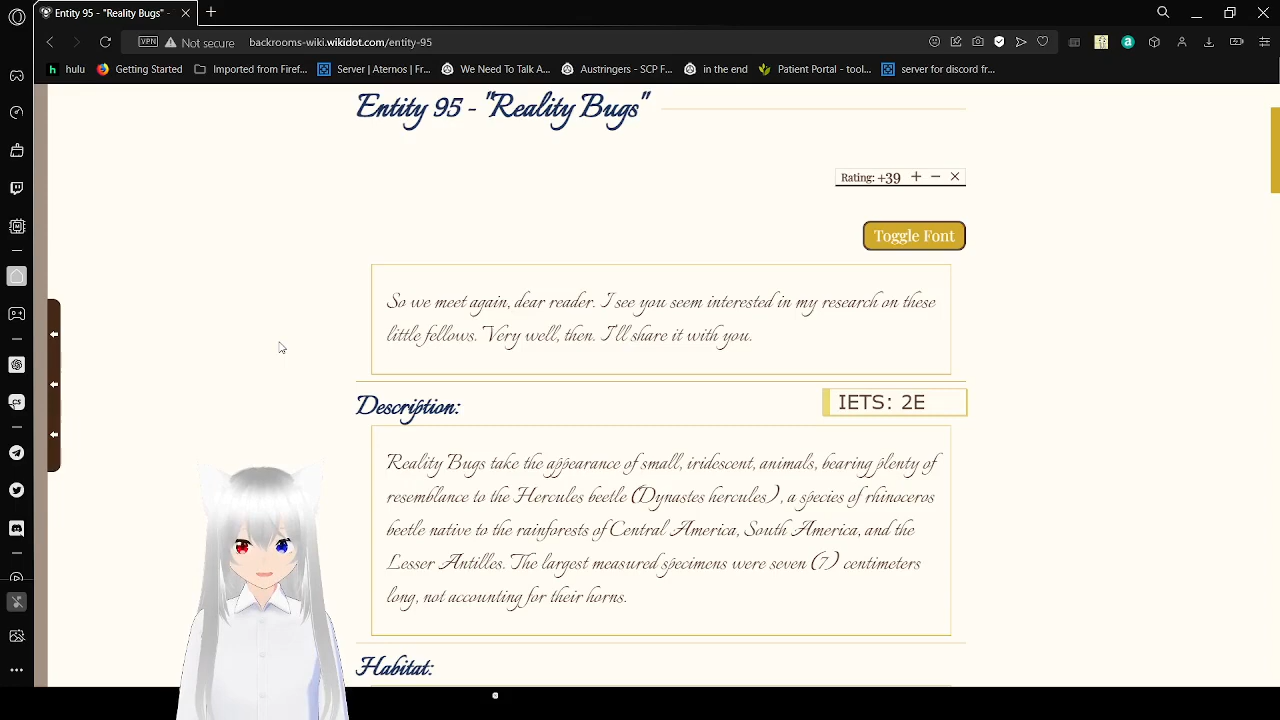 Entity 95 - "Reality Bugs" -
VPN Not secure backrooms-wiki.wikidot.com/entity-95
hulu Getting Started Imported from Firef... Server | Aternos | Fr... We Need To Talk A... Austringers - SCP F... in the end Patient Portal - tool... server for discord fr...
Entity 95 - "Reality Bugs"
Rating: +39 + − ×
Toggle Font
So we meet again, dear reader. I see you seem interested in my research on these
little fellows. Very well, then. I'll share it with you.
Description:
IETS: 2E
Reality Bugs take the appearance of small, iridescent, animals, bearing plenty of
resemblance to the Hercules beetle (Dynastes hercules), a species of rhinoceros
beetle native to the rainforests of Central America, South America, and the
Lesser Antilles. The largest measured specimens were seven (7) centimeters
long, not accounting for their horns.
Habitat: